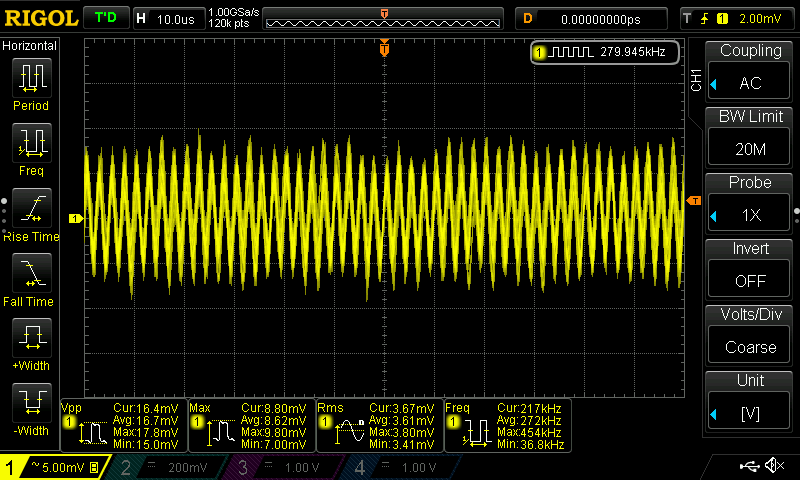 RIGOL T'D H 10.0us 1.00GSa/s 120k pts D 0.00000000ps T 1 2.00mV
Horizontal
1 279.945kHz
Period
Freq
Rise Time
Fall Time
+Width
-Width
T
T
1
T
CH1
Coupling
AC
BW Limit
20M
Probe
1X
Invert
OFF
Volts/Div
Coarse
Unit
[V]
Vpp
1
Cur:16.4mV
Avg:16.7mV
Max:17.8mV
Min:15.0mV
Max
1
Cur:8.80mV
Avg:8.62mV
Max:9.80mV
Min:7.00mV
Rms
1
Cur:3.67mV
Avg:3.61mV
Max:3.80mV
Min:3.41mV
Freq
1
Cur:217kHz
Avg:272kHz
Max:454kHz
Min:36.8kHz
1 ~ 5.00mV B
2 200mV
3 1.00 V
4 1.00 V